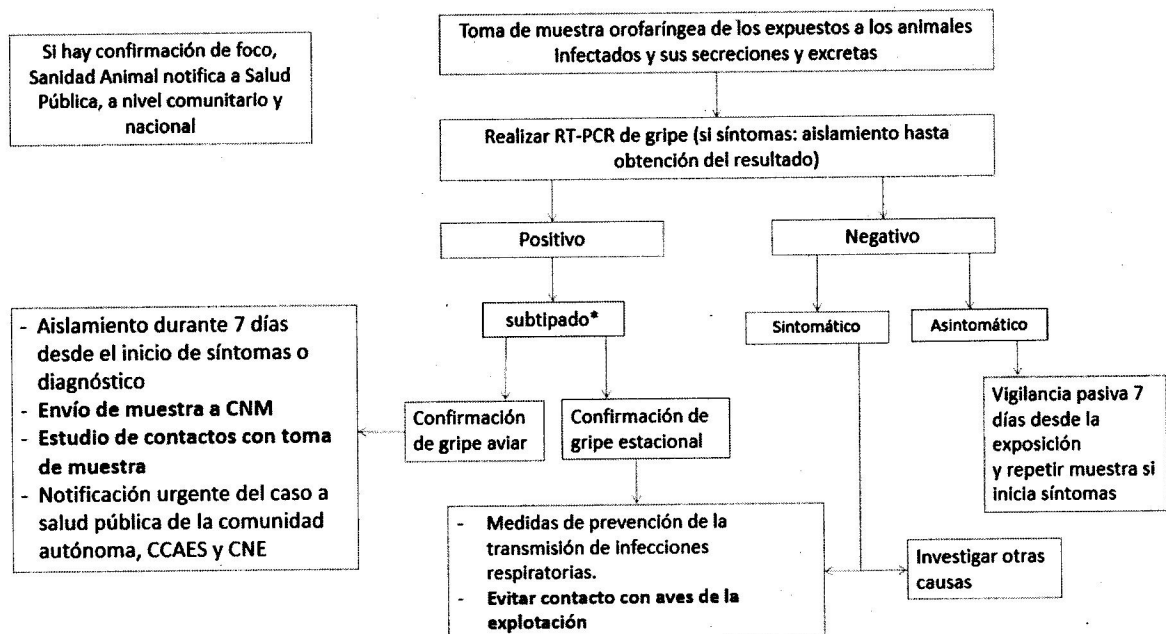 Si hay confirmación de foco,
Sanidad Animal notifica a Salud
Pública, a nivel comunitario y
nacional
Toma de muestra orofaríngea de los expuestos a los animales
infectados y sus secreciones y excretas
Realizar RT-PCR de gripe (si síntomas: aislamiento hasta
obtención del resultado)
Positivo
Negativo
subtipado*
Sintomático
Asintomático
- Aislamiento durante 7 días
desde el inicio de síntomas o
diagnóstico
- Envío de muestra a CNM
- Estudio de contactos con toma
de muestra
- Notificación urgente del caso a
salud pública de la comunidad
autónoma, CCAES y CNE
Confirmación
de gripe aviar
Confirmación de
gripe estacional
Vigilancia pasiva 7
días desde la
exposición
y repetir muestra si
inicia síntomas
- Medidas de prevención de la
transmisión de infecciones
respiratorias.
- Evitar contacto con aves de la
explotación
Investigar otras
causas